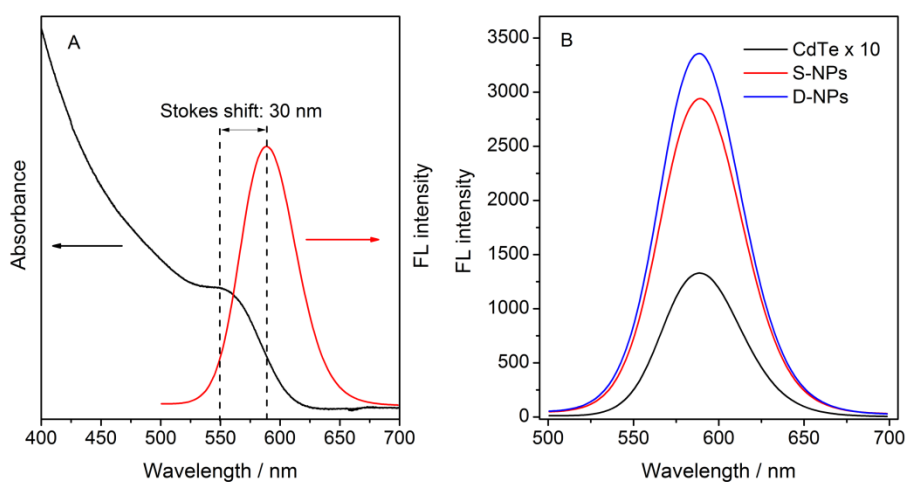 A
Stokes shift: 30 nm
Absorbance
FL intensity
400 450 500 550 600 650 700
Wavelength / nm
B
CdTe x 10
S-NPs
D-NPs
FL intensity
3500
3000
2500
2000
1500
1000
500
0
500 550 600 650 700
Wavelength / nm